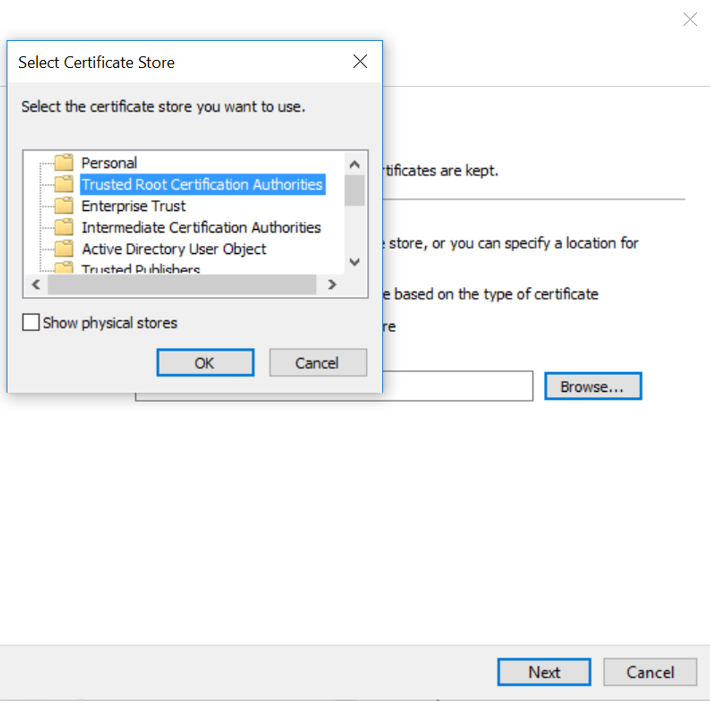 Select Certificate Store
Select the certificate store you want to use.
Personal
Trusted Root Certification Authorities
Enterprise Trust
Intermediate Certification Authorities
Active Directory User Object
Trusted Publishers
Show physical stores
OK Cancel
tificates are kept.
store, or you can specify a location for
based on the type of certificate
re
Browse...
Next Cancel